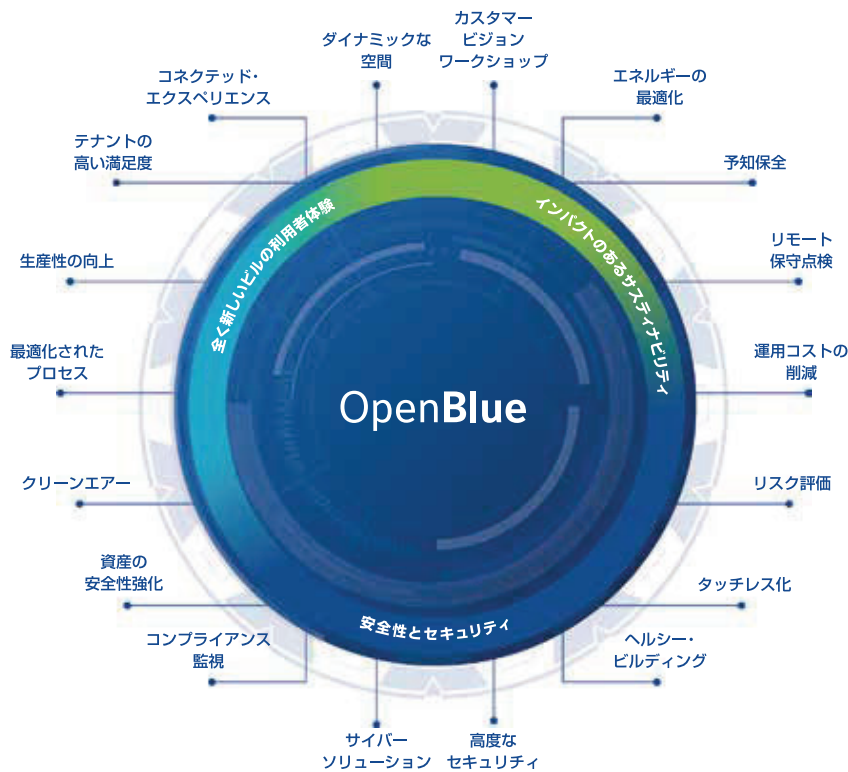 カスタマー
ビジョン
ワークショップ
ダイナミックな
空間
エネルギーの
最適化
コネクテッド・
エクスペリエンス
テナントの
高い満足度
予知保全
全く新しいビルの利用者体験
インパクトのあるサスティナビリティ
生産性の向上
リモート
保守点検
最適化された
プロセス
運用コストの
削減
OpenBlue
クリーンエアー
リスク評価
資産の
安全性強化
タッチレス化
安全性とセキュリティ
コンプライアンス
監視
ヘルシー・
ビルディング
サイバー
ソリューション
高度な
セキュリティ